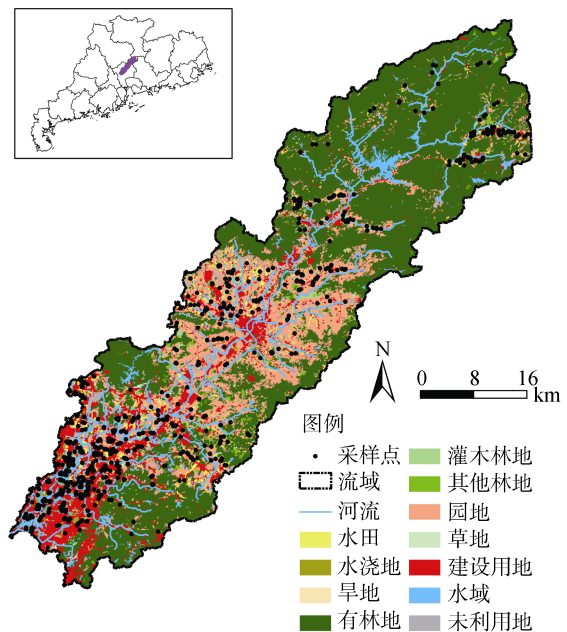 N
0 8 16
km
图例
采样点
流域
河流
水田
水浇地
旱地
有林地
灌木林地
其他林地
园地
草地
建设用地
水域
未利用地